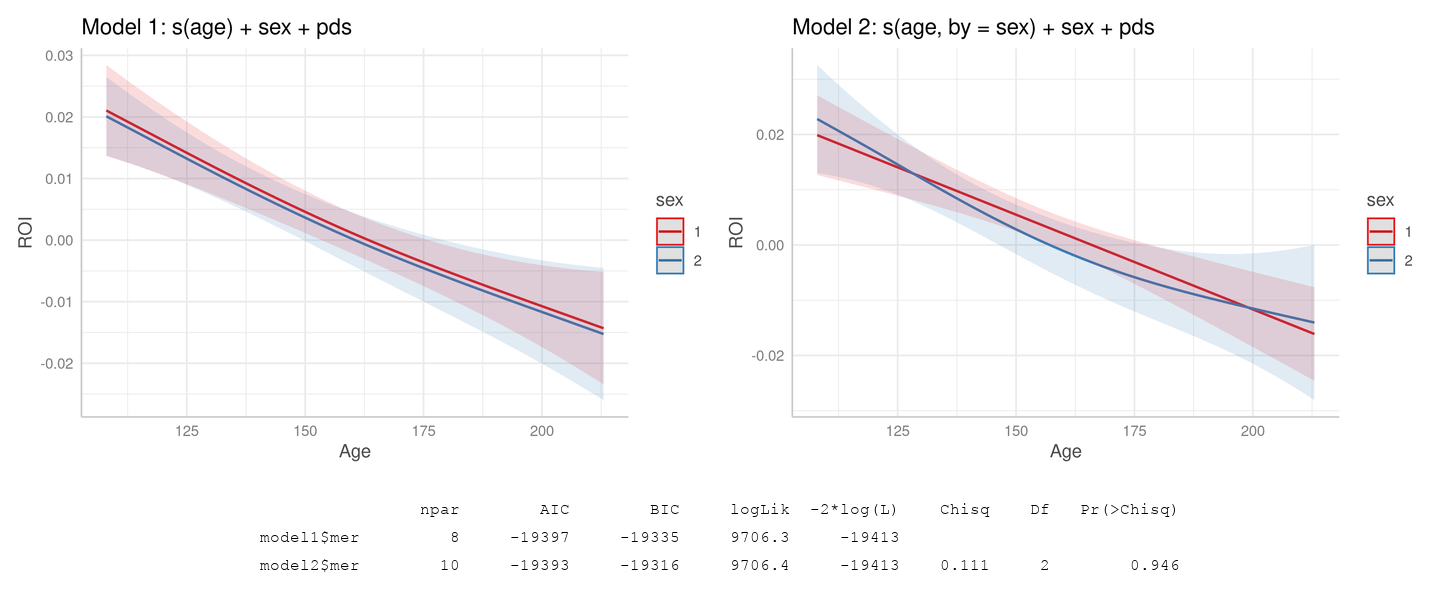 Model 1: s(age) + sex + pds
0.03
0.02
0.01
0.00
-0.01
-0.02
ROI
125 150 175 200
Age
sex
1
2
Model 2: s(age, by = sex) + sex + pds
0.02
0.00
-0.02
ROI
125 150 175 200
Age
sex
1
2
npar AIC BIC logLik -2*log(L) Chisq Df Pr(>Chisq)
model1$mer 8 -19397 -19335 9706.3 -19413
model2$mer 10 -19393 -19316 9706.4 -19413 0.111 2 0.946